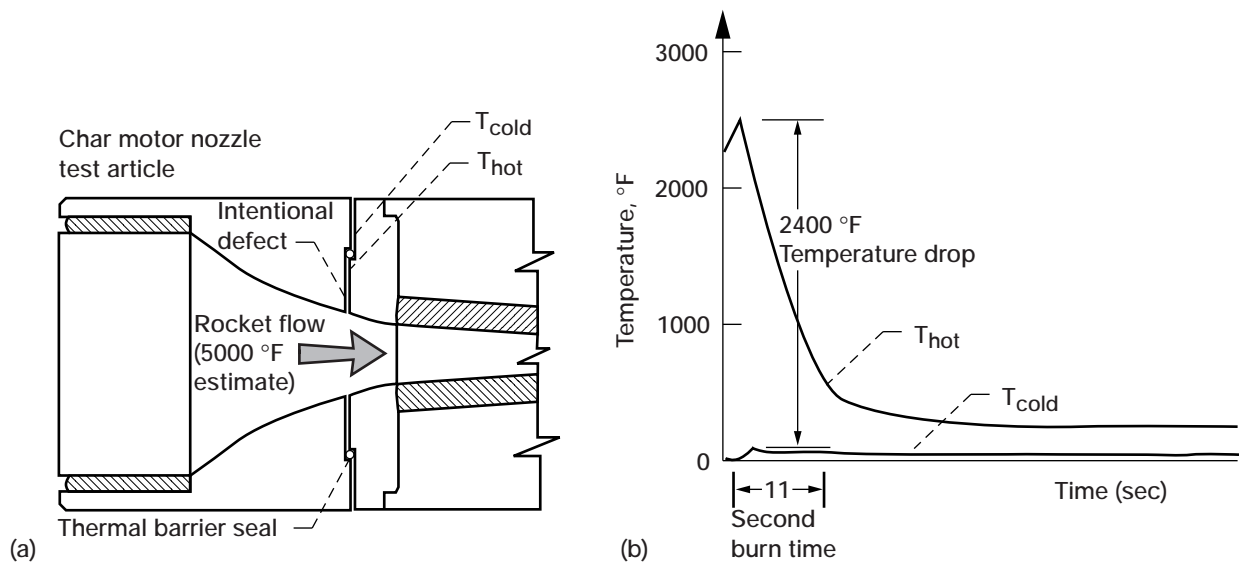 Char motor nozzle
test article
T cold
T hot
Intentional
defect
Rocket flow
(5000 °F
estimate)
Thermal barrier seal
(a)
Temperature, °F
3000
2000
1000
0
2400 °F
Temperature drop
T hot
T cold
11
Second
burn time
Time (sec)
(b)